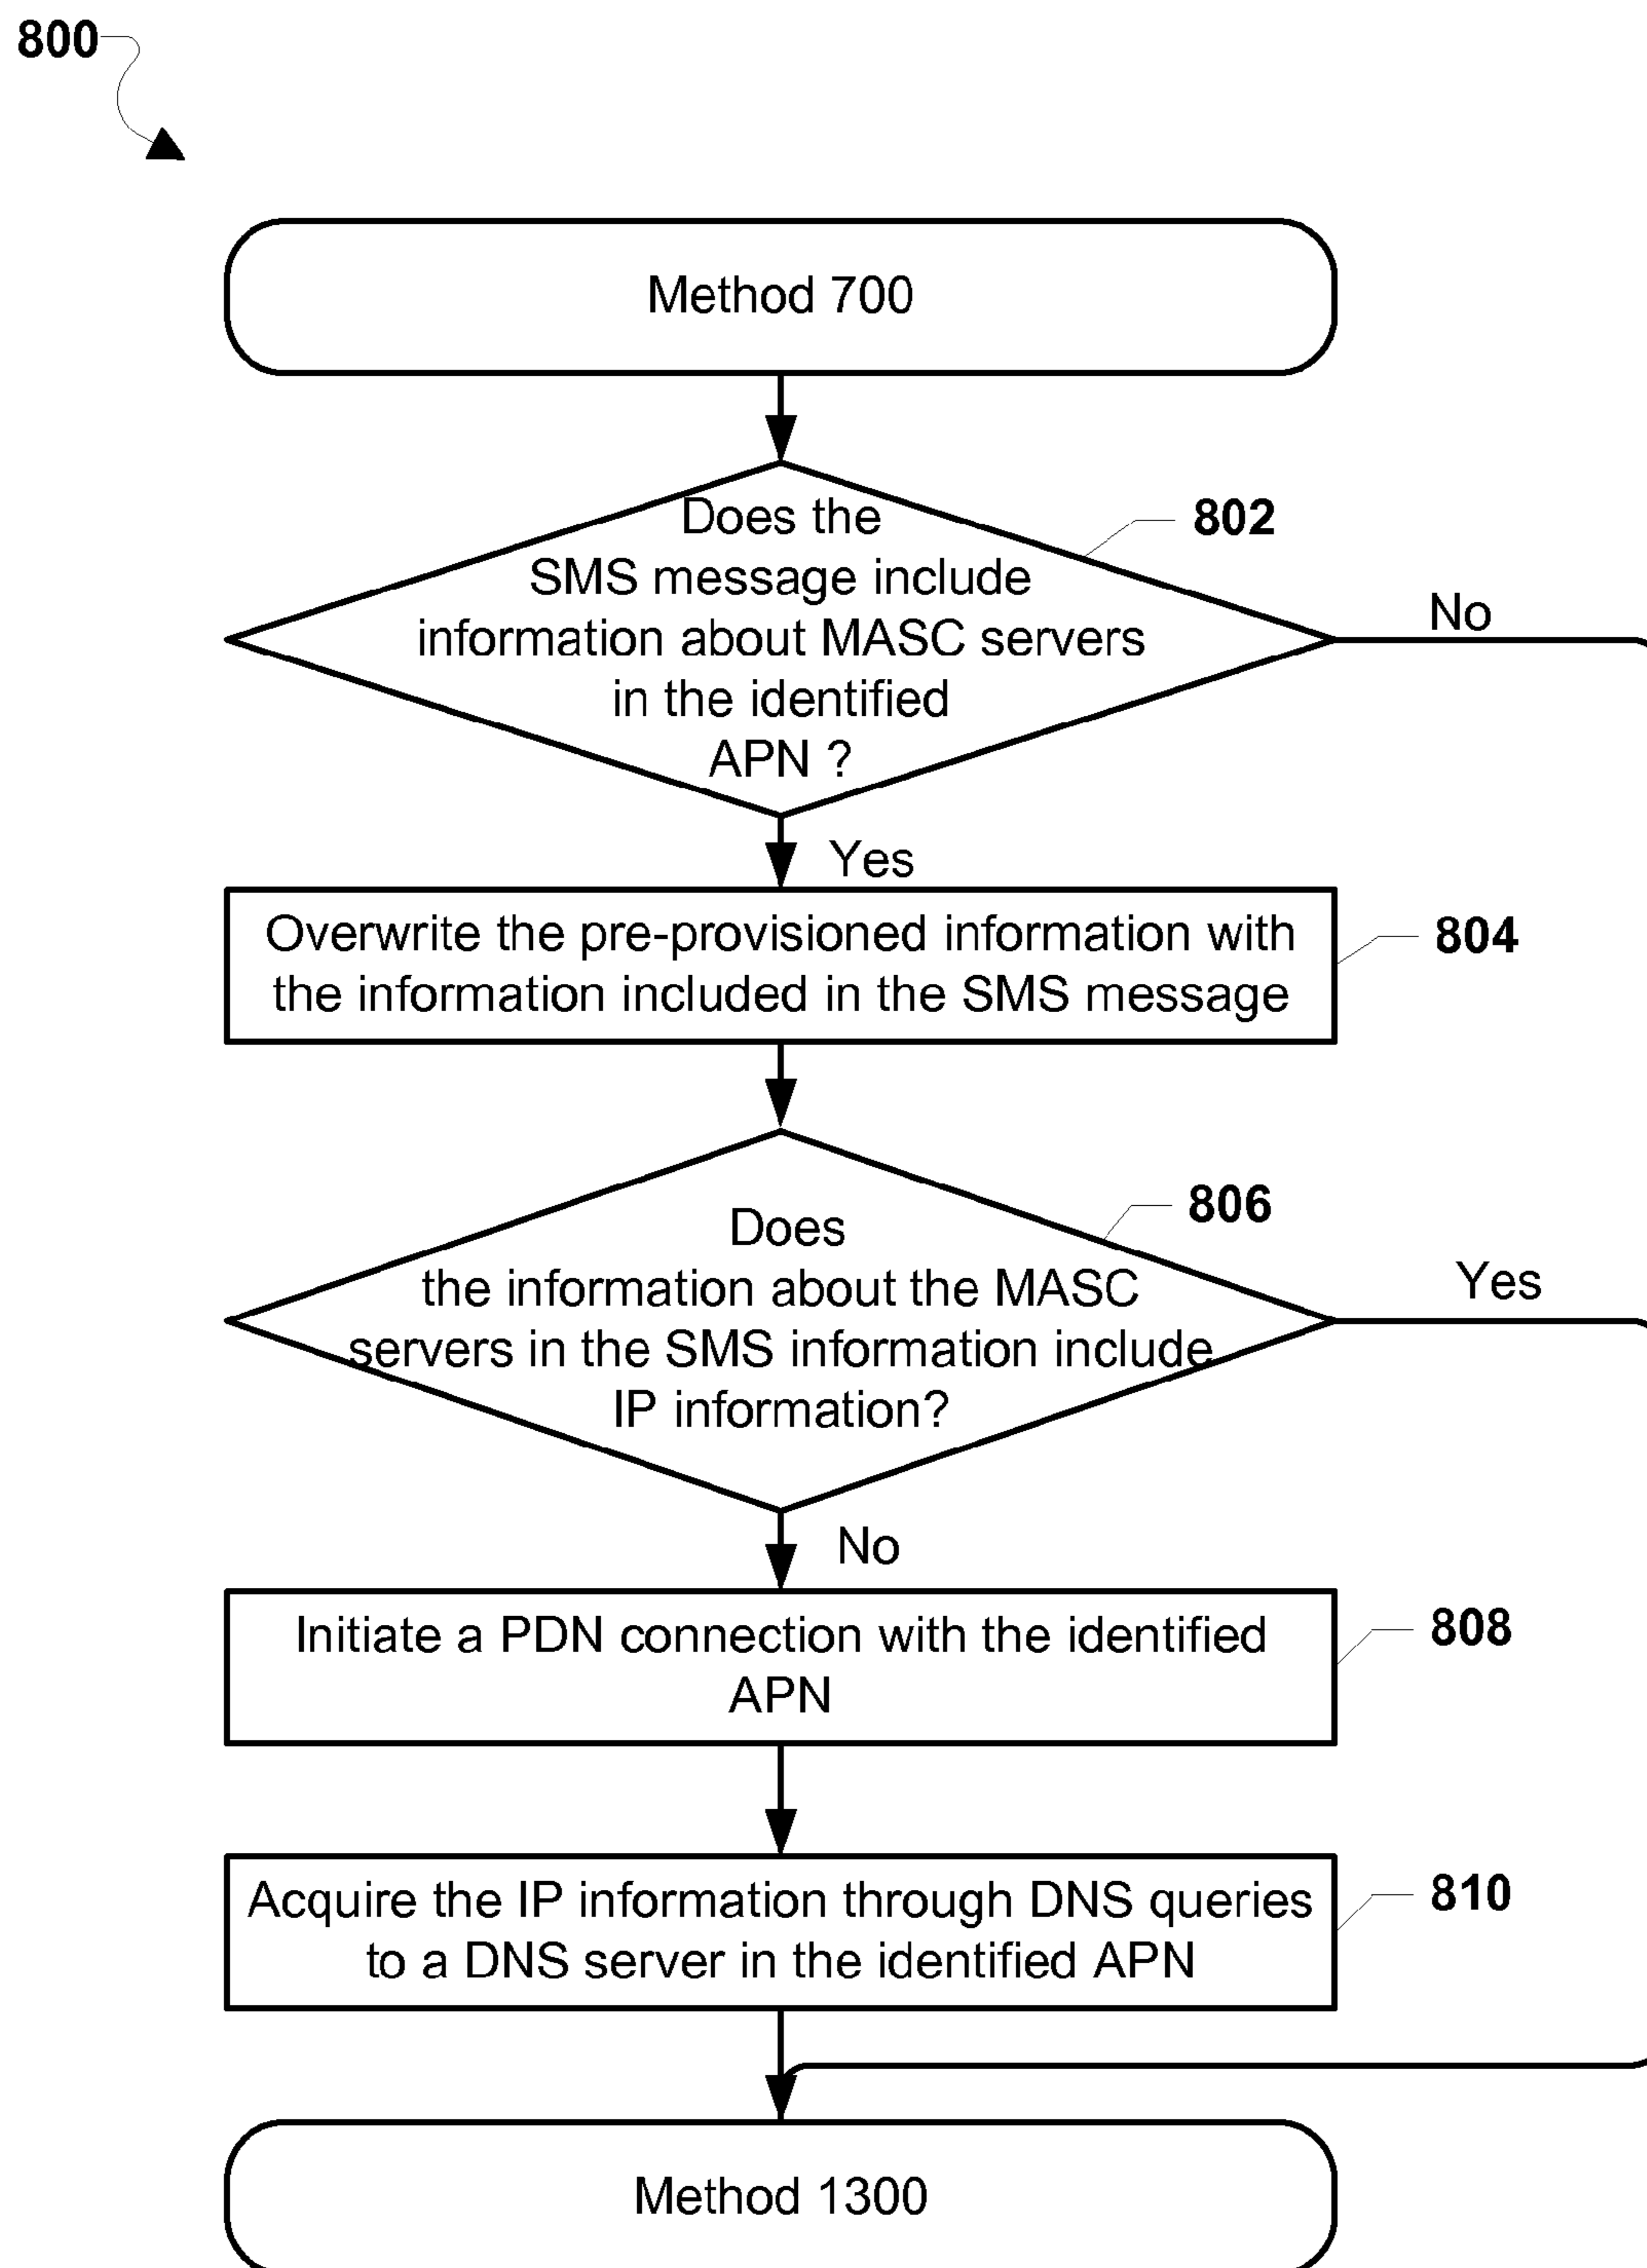 800
Method 700
Does the
802
SMS message include
No
information about MASC servers
in the identified
APN ?
Yes
Overwrite the pre-provisioned information with
804
the information included in the SMS message
806
Does
Yes
the information about the MASC
servers in the SMS information include
IP information?
No
Initiate a PDN connection with the identified
808
APN
Acquire the IP information through DNS queries
810
to a DNS server in the identified APN
Method 1300